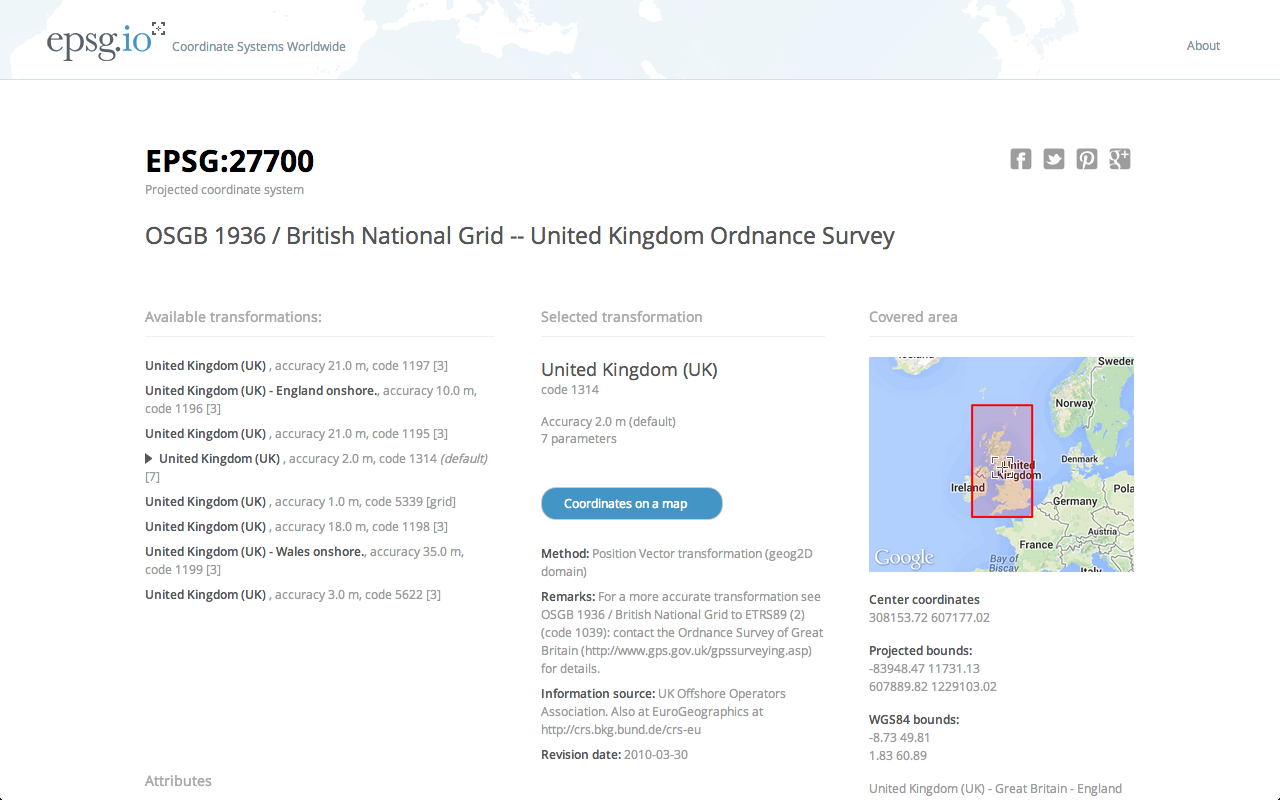 epsg.io Coordinate Systems Worldwide
About
EPSG:27700
Projected coordinate system
OSGB 1936 / British National Grid -- United Kingdom Ordnance Survey
Available transformations:
United Kingdom (UK) , accuracy 21.0 m, code 1197 [3]
United Kingdom (UK) - England onshore., accuracy 10.0 m,
code 1196 [3]
United Kingdom (UK) , accuracy 21.0 m, code 1195 [3]
United Kingdom (UK) , accuracy 2.0 m, code 1314 (default)
[7]
United Kingdom (UK) , accuracy 1.0 m, code 5339 [grid]
United Kingdom (UK) , accuracy 18.0 m, code 1198 [3]
United Kingdom (UK) - Wales onshore., accuracy 35.0 m,
code 1199 [3]
United Kingdom (UK) , accuracy 3.0 m, code 5622 [3]
Selected transformation
United Kingdom (UK)
code 1314
Accuracy 2.0 m (default)
7 parameters
Coordinates on a map
Method: Position Vector transformation (geog2D
domain)
Remarks: For a more accurate transformation see
OSGB 1936 / British National Grid to ETRS89 (2)
(code 1039): contact the Ordnance Survey of Great
Britain (http://www.gps.gov.uk/gpssurveying.asp)
for details.
Information source: UK Offshore Operators
Association. Also at EuroGeographics at
http://crs.bkg.bund.de/crs-eu
Revision date: 2010-03-30
Covered area
Sweden
Norway
Denmark
United
Kingdom
Ireland
Pola
Germany
Austria
France
Bay of
Biscay
Italy
Google
Center coordinates
308153.72 607177.02
Projected bounds:
-83948.47 11731.13
607889.82 1229103.02
WGS84 bounds:
-8.73 49.81
1.83 60.89
United Kingdom (UK) - Great Britain - England
Attributes